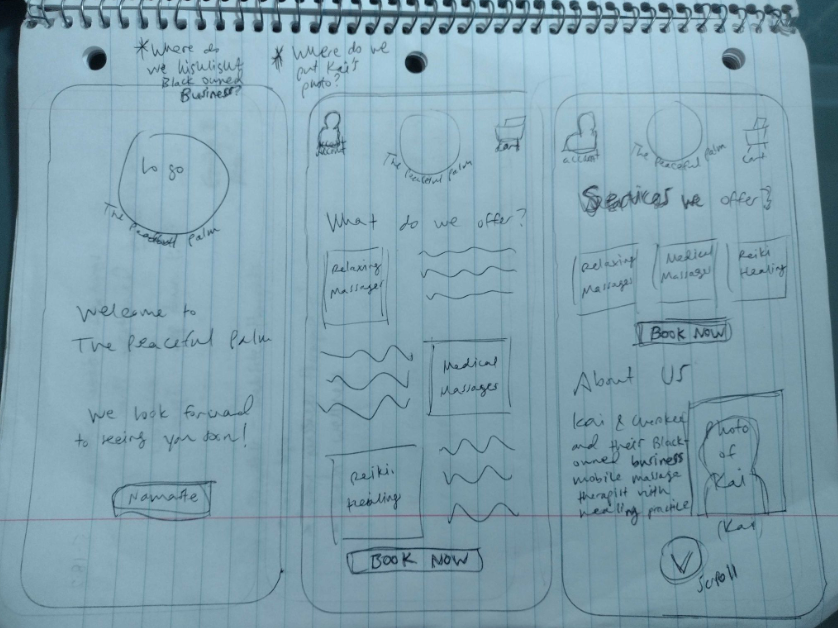 *Where do
we highlight
Black owned
Business?
* Where do we
put Kai's
photo?
Logo
The Peaceful Palm
Welcome to
The Peaceful Palm
We look forward
to seeing you soon!
Namaste
The Peaceful Palm
cart
What do we offer?
Relaxing
Massages
Medical
Massages
Reiki
Healing
BOOK NOW
account
The Peaceful Palm
cart
Services we offer
Relaxing
Massages
Medical
Massages
Reiki
Healing
BOOK NOW
About Us
Kai &
and their Black-
owned business
mobile massage
therapist with
healing practice
Photo
of
Kai
(Kai)
Scroll